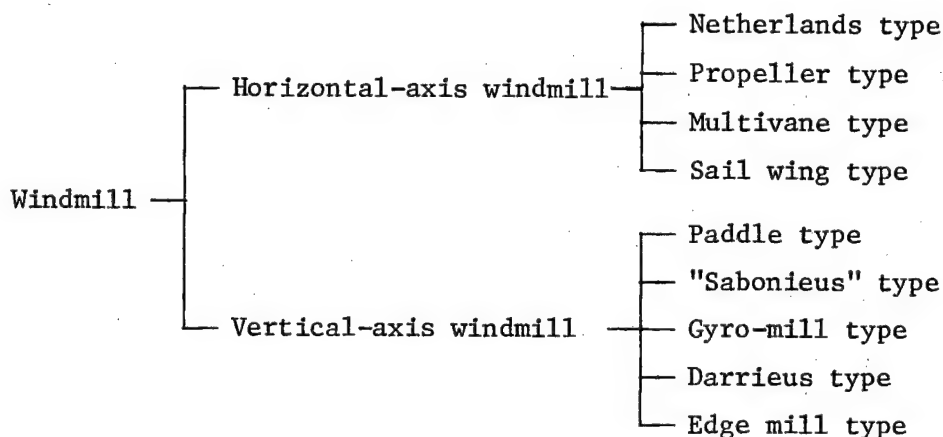 Netherlands type
Horizontal-axis windmill
Propeller type
Multivane type
Sail wing type
Windmill
Paddle type
"Sabonieus" type
Vertical-axis windmill
Gyro-mill type
Darrieus type
Edge mill type